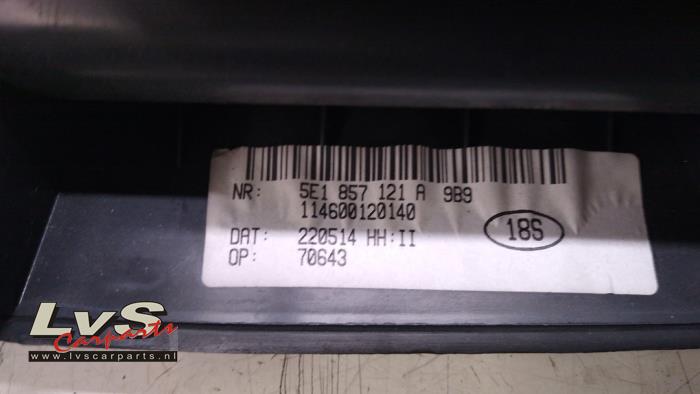 NR: 5E1 857 121 A 9B9
114600120140
DAT: 220514 HH:II
OP: 70643
18S
LvS
Carparts
www.lvscarparts.nl